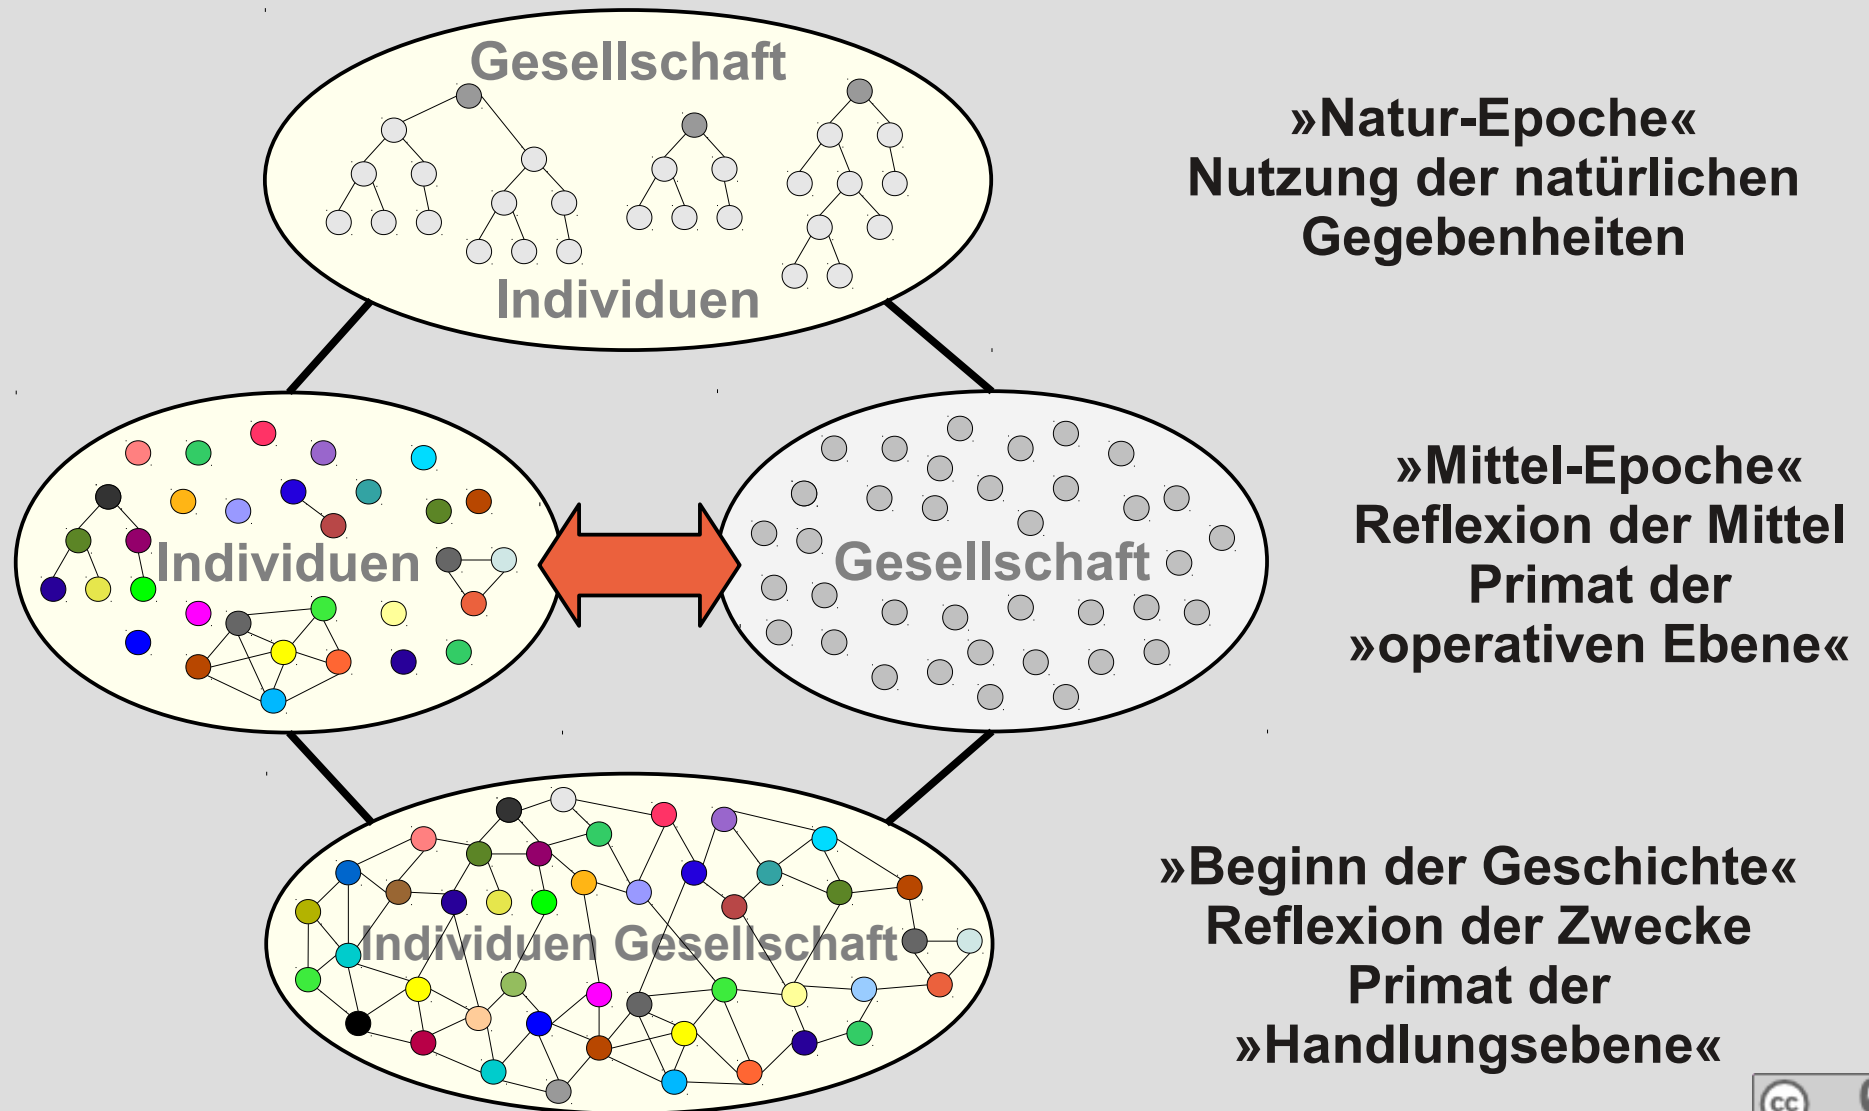 Gesellschaft
Individuen
»Natur-Epoche«
Nutzung der natürlichen
Gegebenheiten
Individuen
Gesellschaft
»Mittel-Epoche«
Reflexion der Mittel
Primat der
»operativen Ebene«
Individuen Gesellschaft
»Beginn der Geschichte«
Reflexion der Zwecke
Primat der
»Handlungsebene«
cc